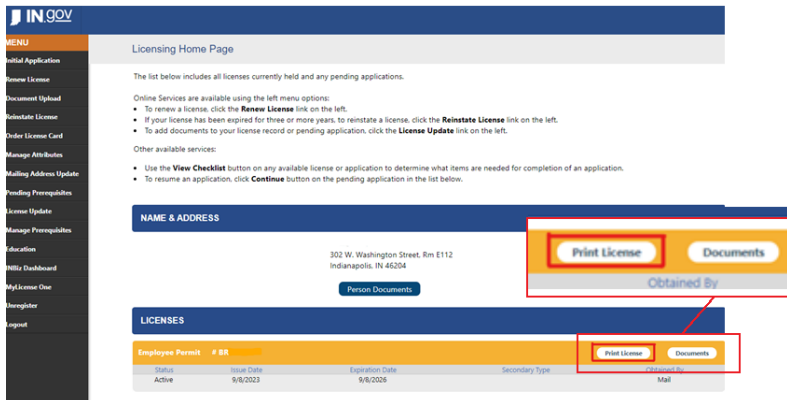 IN.gov
MENU
Initial Application
Renew License
Document Upload
Reinstate License
Order License Card
Manage Attributes
Mailing Address Update
Pending Prerequisites
License Update
Manage Prerequisites
Education
INBiz Dashboard
MyLicense One
Unregister
Logout
Licensing Home Page
The list below includes all licenses currently held and any pending applications.
Online Services are available using the left menu options:
• To renew a license, click the Renew License link on the left.
• If your license has been expired for three or more years, to reinstate a license, click the Reinstate License link on the left.
• To add documents to your license record or pending application, cilck the License Update link on the left.
Other available services:
• Use the View Checklist button on any available license or application to determine what items are needed for completion of an application.
• To resume an application, click Continue button on the pending application in the list below.
NAME & ADDRESS
302 W. Washington Street, Rm E112
Indianapolis, IN 46204
Person Documents
Print License Documents
Obtained By
LICENSES
Employee Permit # BR Print License Documents
Status Issue Date Expiration Date Secondary Type Obtained By
Active 9/8/2023 9/8/2026 Mail